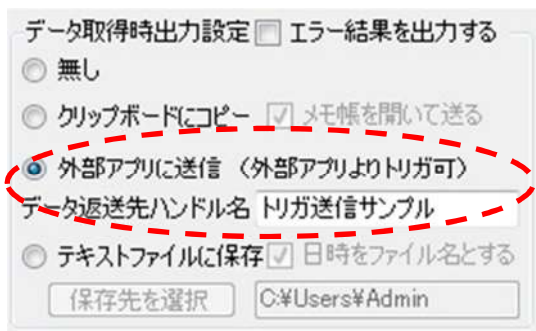 データ取得時出力設定 エラー結果を出力する
無し
クリップボードにコピー メモ帳を開いて送る
外部アプリに送信 （外部アプリよりトリガ可）
データ返送先ハンドル名 トリガ送信サンプル
テキストファイルに保存 日時をファイル名とする
保存先を選択 C:¥Users¥Admin